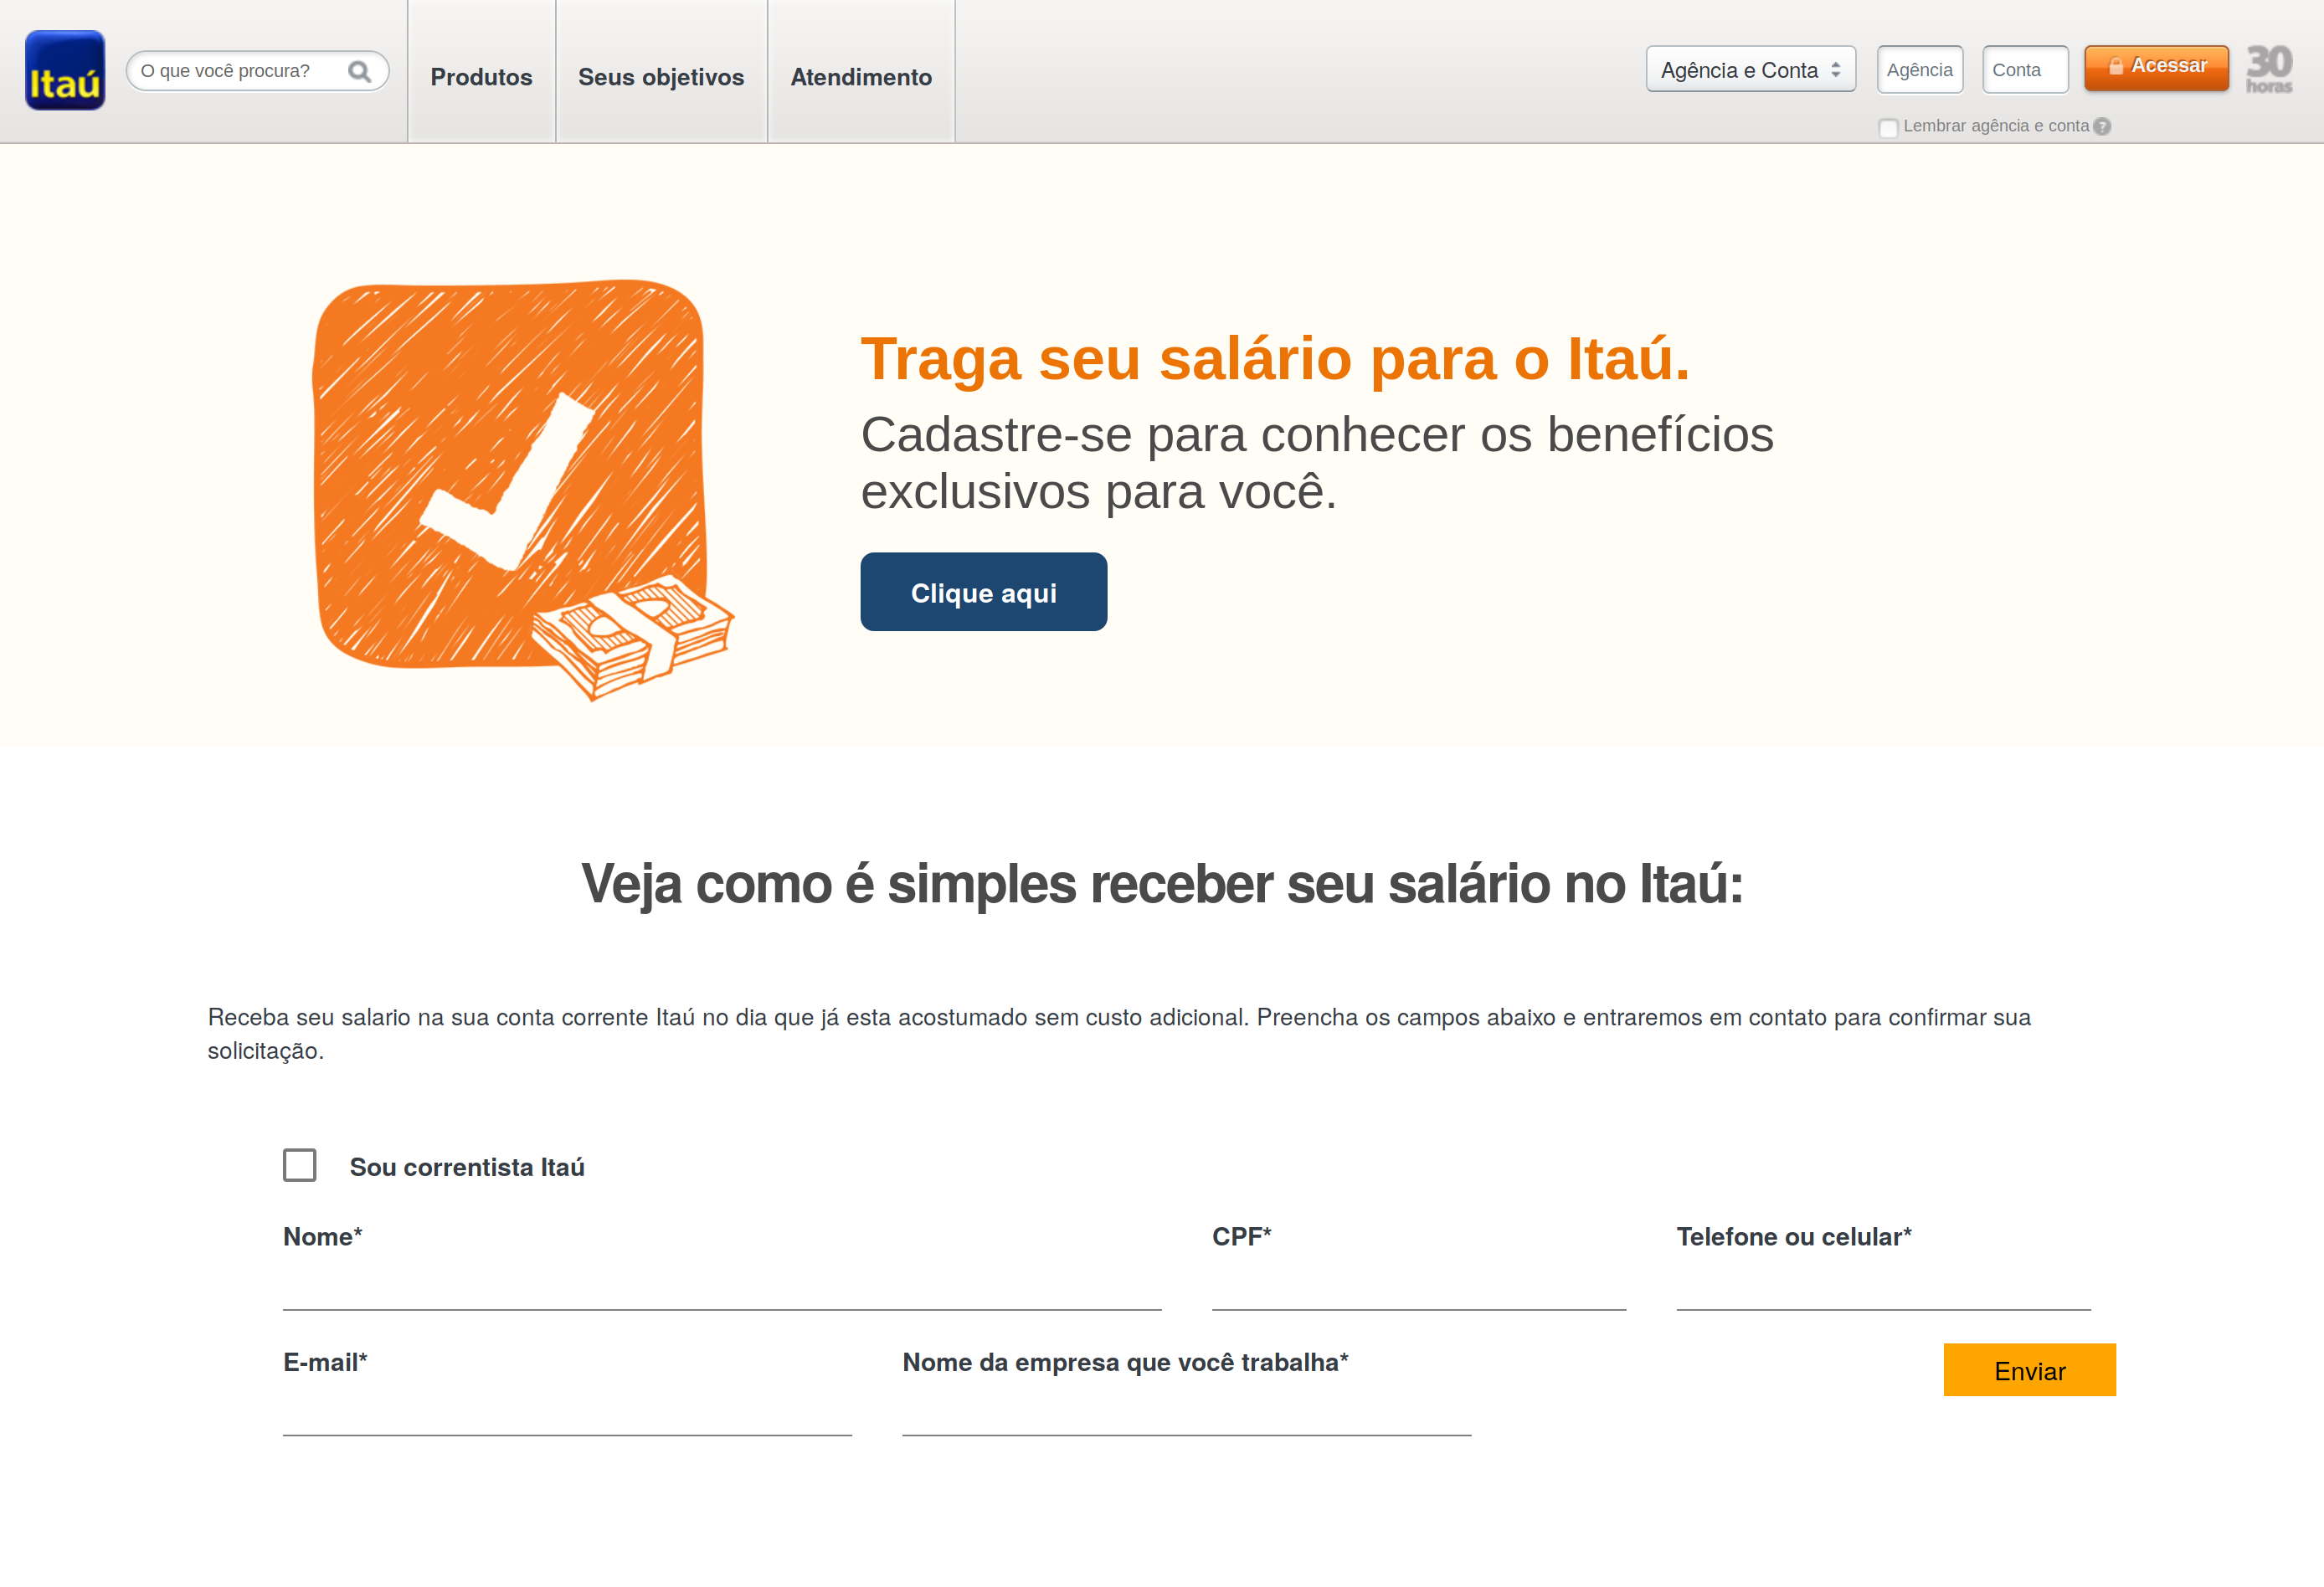 Itaú
O que você procura?
Produtos
Seus objetivos
Atendimento
Agência e Conta
Agência
Conta
Acessar
30
horas
Lembrar agência e conta ?
Traga seu salário para o Itaú.
Cadastre-se para conhecer os benefícios
exclusivos para você.
Clique aqui
Veja como é simples receber seu salário no Itaú:
Receba seu salario na sua conta corrente Itaú no dia que já esta acostumado sem custo adicional. Preencha os campos abaixo e entraremos em contato para confirmar sua
solicitação.
Sou correntista Itaú
Nome*
CPF*
Telefone ou celular*
E-mail*
Nome da empresa que você trabalha*
Enviar